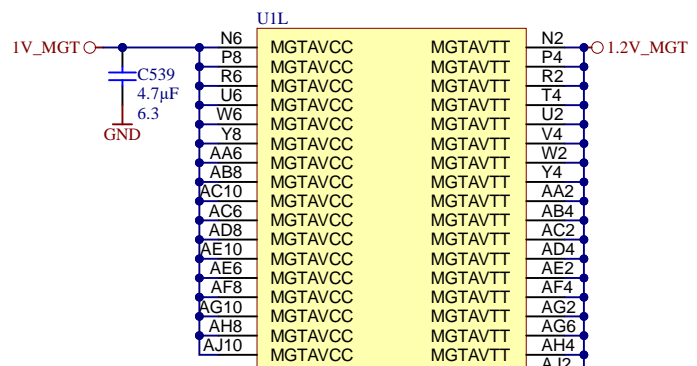 U1L
1V_MGT N6 MGTAVCC MGTAVTT N2 1.2V_MGT
P8 MGTAVCC MGTAVTT P4
C539 R6 MGTAVCC MGTAVTT R2
4.7µF U6 MGTAVCC MGTAVTT T4
6.3 W6 MGTAVCC MGTAVTT U2
GND Y8 MGTAVCC MGTAVTT V4
AA6 MGTAVCC MGTAVTT W2
AB8 MGTAVCC MGTAVTT Y4
AC10 MGTAVCC MGTAVTT AA2
AC6 MGTAVCC MGTAVTT AB4
AD8 MGTAVCC MGTAVTT AC2
AE10 MGTAVCC MGTAVTT AD4
AE6 MGTAVCC MGTAVTT AE2
AF8 MGTAVCC MGTAVTT AF4
AG10 MGTAVCC MGTAVTT AG2
AH8 MGTAVCC MGTAVTT AG6
AJ10 MGTAVCC MGTAVTT AH4
AJ2